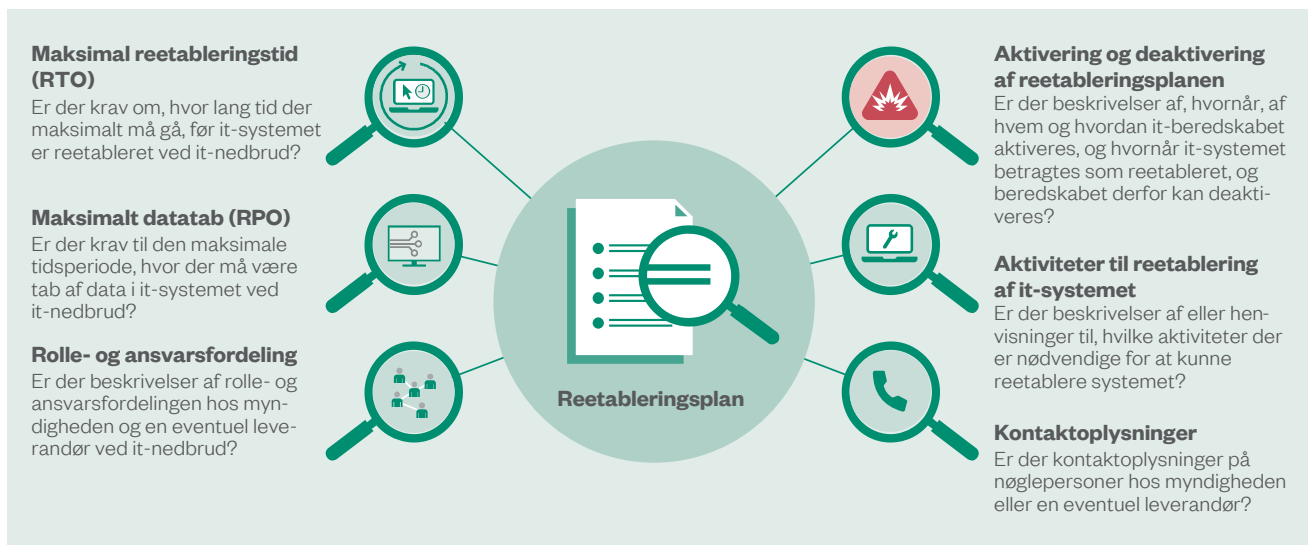 Maksimal reetableringstid
(RTO)
Er der krav om, hvor lang tid der
maksimalt må gå, før it-systemet
er reetableret ved it-nedbrud?
Maksimalt datatab (RPO)
Er der krav til den maksimale
tidsperiode, hvor der må være
tab af data i it-systemet ved
it-nedbrud?
Rolle- og ansvarsfordeling
Er der beskrivelser af rolle- og
ansvarsfordelingen hos myn-
digheden og en eventuel leve-
randør ved it-nedbrud?
Reetableringsplan
Aktivering og deaktivering
af reetableringsplanen
Er der beskrivelser af, hvornår, af
hvem og hvordan it-beredskabet
aktiveres, og hvornår it-systemet
betragtes som reetableret, og
beredskabet derfor kan deakti-
veres?
Aktiviteter til reetablering
af it-systemet
Er der beskrivelser af eller hen-
visninger til, hvilke aktiviteter der
er nødvendige for at kunne
reetablere systemet?
Kontaktoplysninger
Er der kontaktoplysninger på
nøglepersoner hos myndigheden
eller en eventuel leverandør?